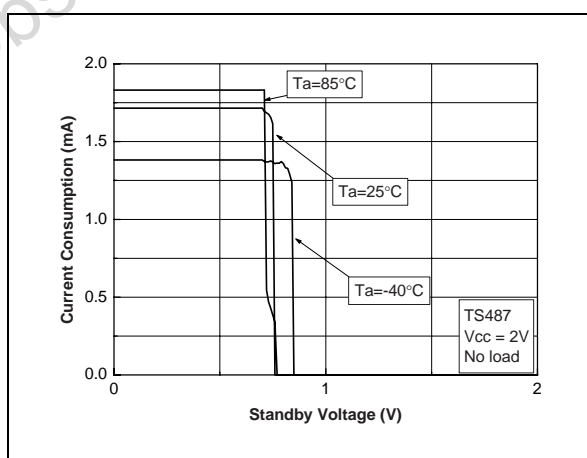 2.0
Ta=85°C
1.5
Ta=25°C
1.0
Ta=-40°C
0.5
TS487
Vcc = 2V
No load
0.0
0
1
2
Current Consumption (mA)
Standby Voltage (V)